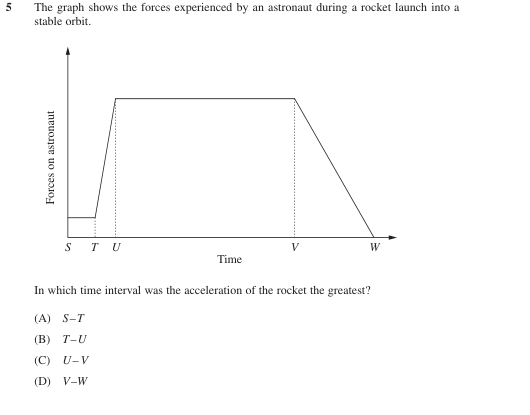 5 The graph shows the forces experienced by an astronaut during a rocket launch into a
stable orbit.
Forces on astronaut
S T U V W
Time
In which time interval was the acceleration of the rocket the greatest?
(A) S–T
(B) T–U
(C) U–V
(D) V–W